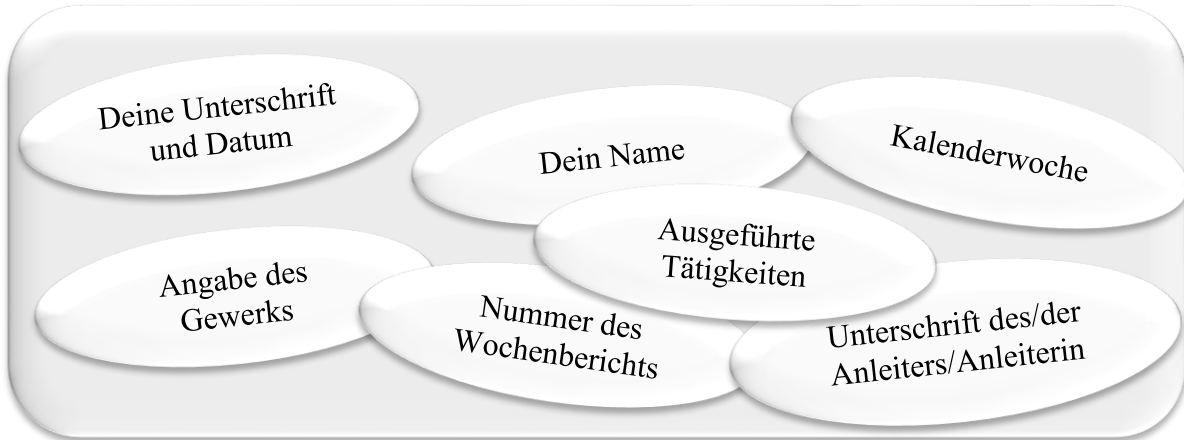 Deine Unterschrift
und Datum
Dein Name
Kalenderwoche
Ausgeführte
Tätigkeiten
Angabe des
Gewerks
Nummer des
Wochenberichts
Unterschrift des/der
Anleiters/Anleiterin